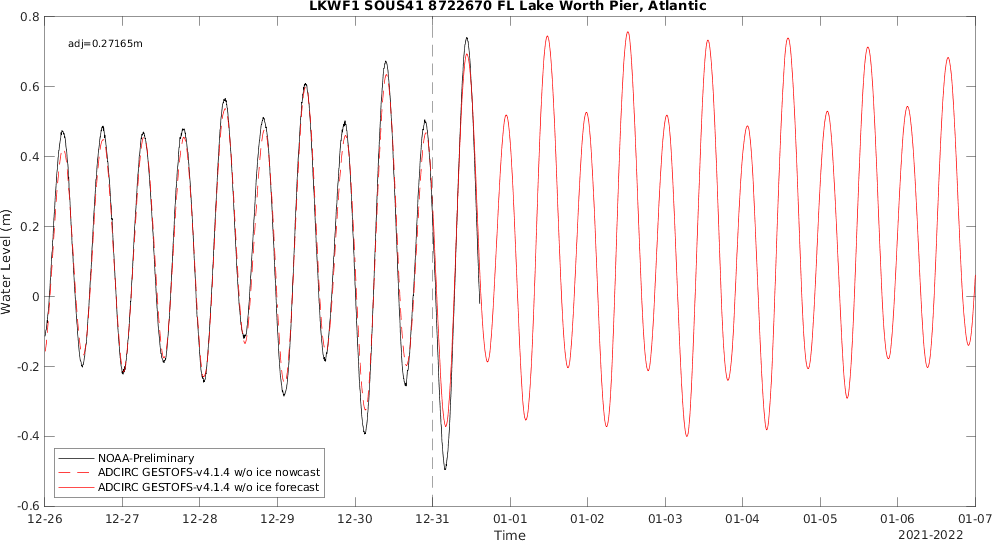 LKWF1 SOUS41 8722670 FL Lake Worth Pier, Atlantic
adj=0.27165m
Water Level (m)
0.8
0.6
0.4
0.2
0
-0.2
-0.4
-0.6
NOAA-Preliminary
ADCIRC GESTOFS-v4.1.4 w/o ice nowcast
ADCIRC GESTOFS-v4.1.4 w/o ice forecast
12-26 12-27 12-28 12-29 12-30 12-31 01-01 01-02 01-03 01-04 01-05 01-06 01-07
Time
2021-2022